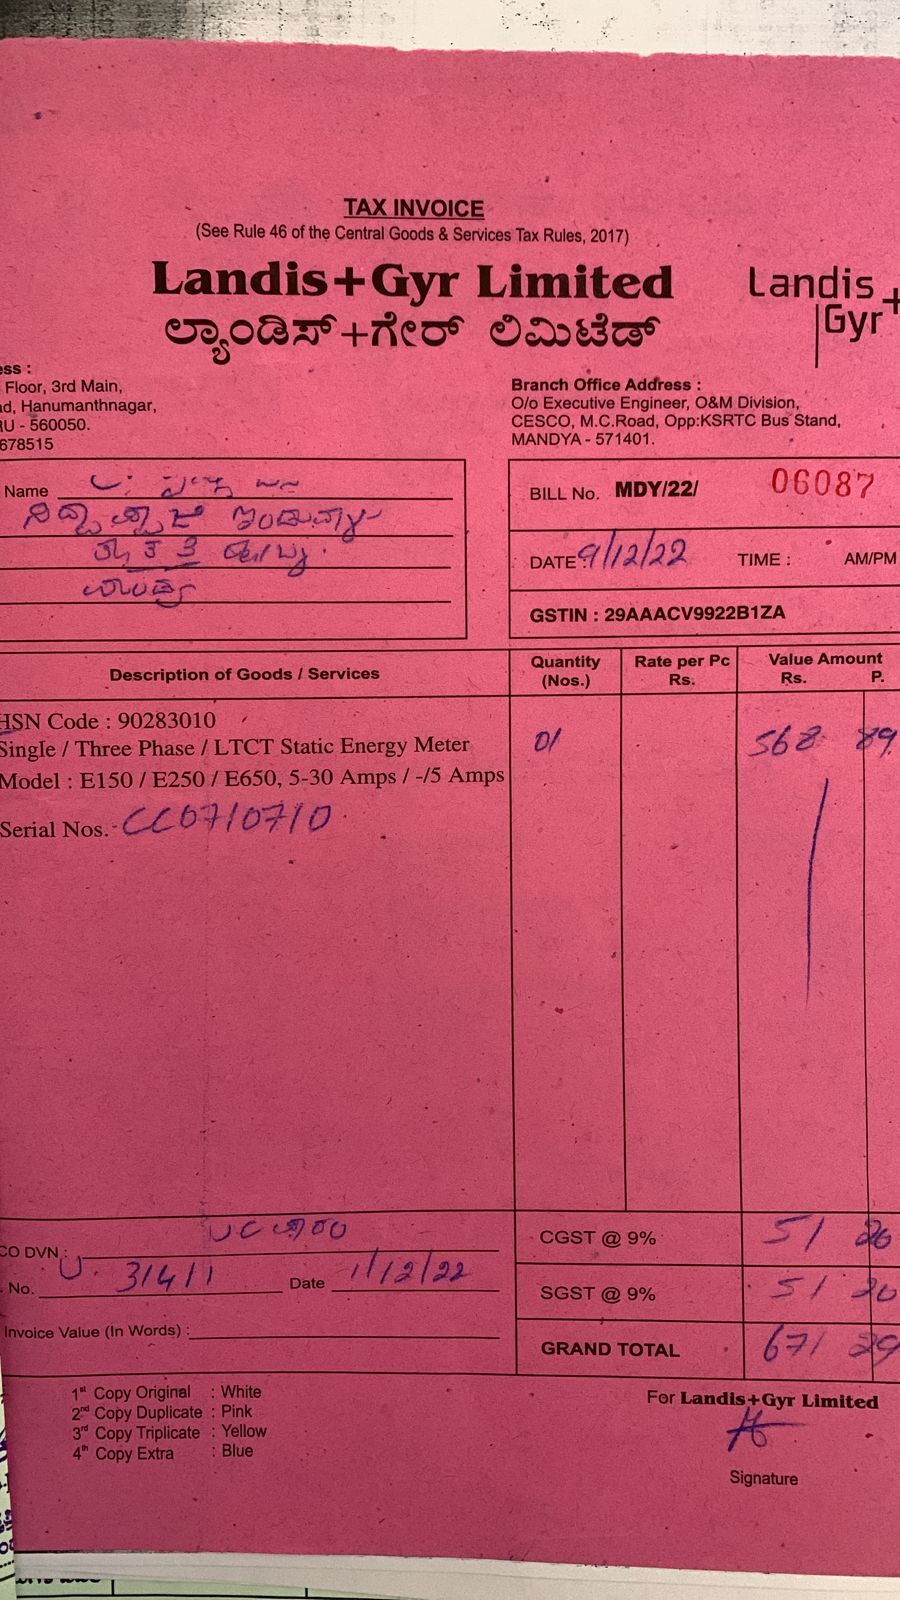 TAX INVOICE
(See Rule 46 of the Central Goods & Services Tax Rules, 2017)
Landis+Gyr Limited
ಲ್ಯಾಂಡಿಸ್+ಗೇರ್ ಲಿಮಿಟೆಡ್
Landis
Gyr+
ess :
Floor, 3rd Main,
ad, Hanumanthnagar,
RU - 560050.
678515
Branch Office Address :
O/o Executive Engineer, O&M Division,
CESCO, M.C.Road, Opp:KSRTC Bus Stand,
MANDYA - 571401.
Name
BILL No. MDY/22/ 06087
DATE: 9/12/22 TIME : AM/PM
GSTIN : 29AAACV9922B1ZA
Description of Goods / Services Quantity (Nos.) Rate per Pc Rs. Value Amount Rs. P.
HSN Code : 90283010
Single / Three Phase / LTCT Static Energy Meter 01 568 89
Model : E150 / E250 / E650, 5-30 Amps / -/5 Amps
Serial Nos. CC0710710
CO DVN :
No. 31411 Date 1/12/22
Invoice Value (In Words) :
CGST @ 9% 51 20
SGST @ 9% 51 20
GRAND TOTAL 671 29
1st Copy Original : White
2nd Copy Duplicate : Pink
3rd Copy Triplicate : Yellow
4th Copy Extra : Blue
For Landis+Gyr Limited
Signature